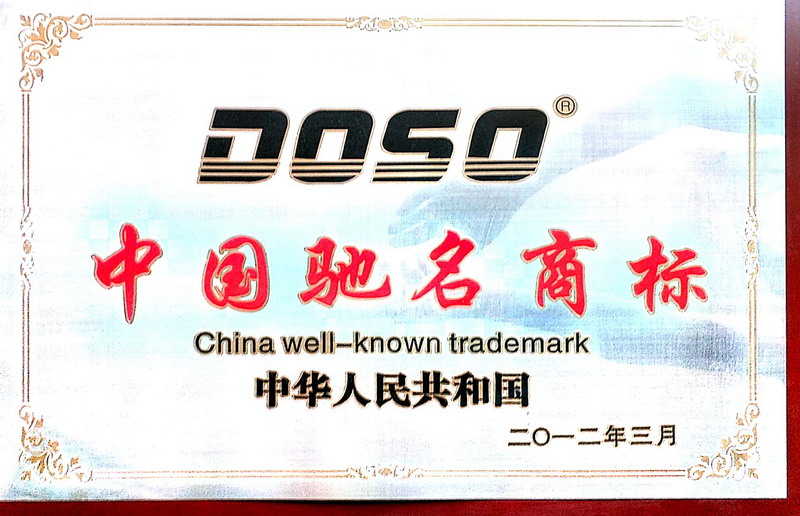 DOSO®
中国驰名商标
China well-known trademark
中华人民共和国
二〇一二年三月